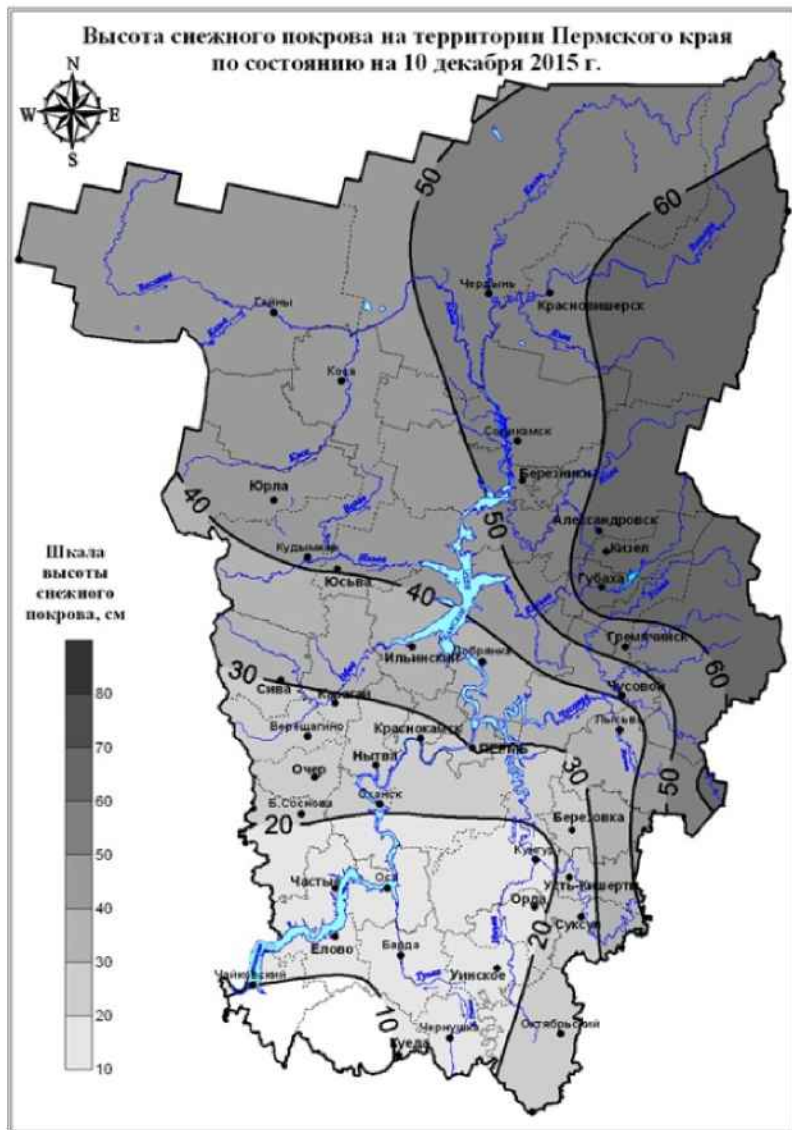 Высота снежного покрова на территории Пермского края
по состоянию на 10 декабря 2015 г.
N
W E
S
50
60
Чердынь
Красновишерск
Гайны
Коса
Соликамск
Березники
Юрла
40
50
Александровск
Кизел
Кудымкар
Юсьва
Губаха
40
Шкала
высоты
снежного
покрова, см
Ильинский
Добрянка
Гремячинск
60
30
Сива
Карагай
Чусовой
80
Верещагино
Краснокамск
Лысьва
ПЕРМЬ
Нытва
70
Очер
30
50
60
Б.Соснова
Оханск
20
Березовка
50
Кунгур
Частые
Оса
Усть-Кишерть
40
Орда
Суксун
20
Елово
Барда
30
Чайковский
Уинское
20
10
Чернушка
Октябрьский
Куеда
10